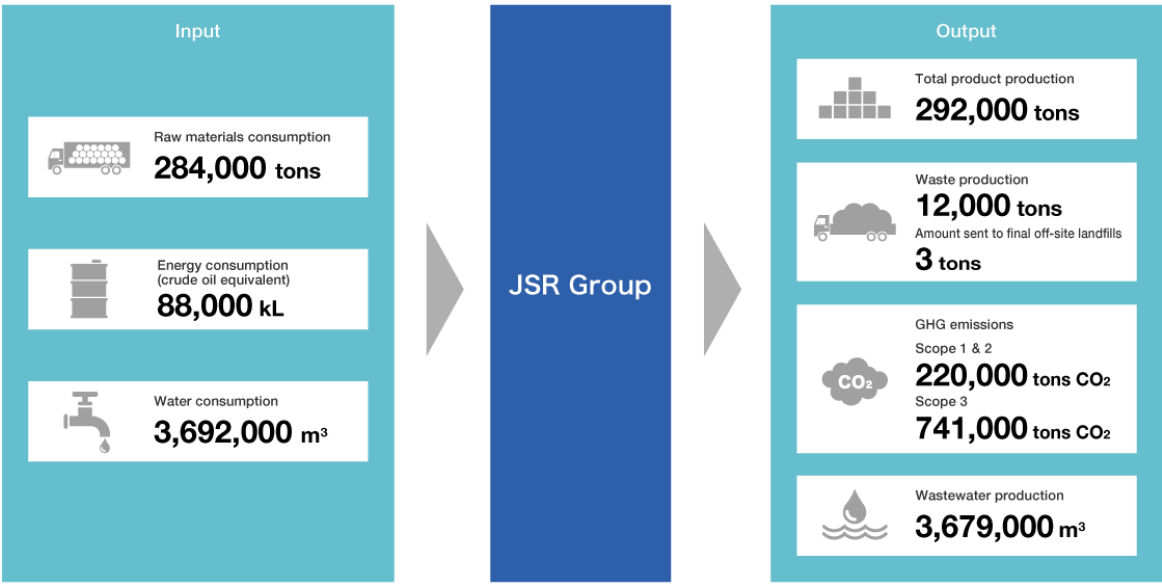 Input
Raw materials consumption
284,000 tons
Energy consumption
(crude oil equivalent)
88,000 kL
Water consumption
3,692,000 m³
JSR Group
Output
Total product production
292,000 tons
Waste production
12,000 tons
Amount sent to final off-site landfills
3 tons
GHG emissions
Scope 1 & 2
220,000 tons CO₂
Scope 3
741,000 tons CO₂
CO₂
Wastewater production
3,679,000 m³